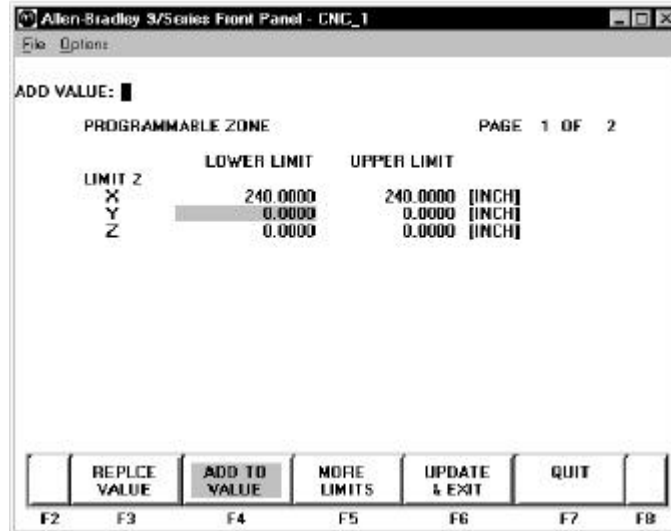 Allen-Bradley 9/Series Front Panel - CNC_1
File Options
ADD VALUE:
PROGRAMMABLE ZONE PAGE 1 OF 2
LOWER LIMIT UPPER LIMIT
LIMIT 2
X 240.0000 240.0000 [INCH]
Y 0.0000 0.0000 [INCH]
Z 0.0000 0.0000 [INCH]
REPLCE VALUE
ADD TO VALUE
MORE LIMITS
UPDATE & EXIT
QUIT
F2 F3 F4 F5 F6 F7 F8